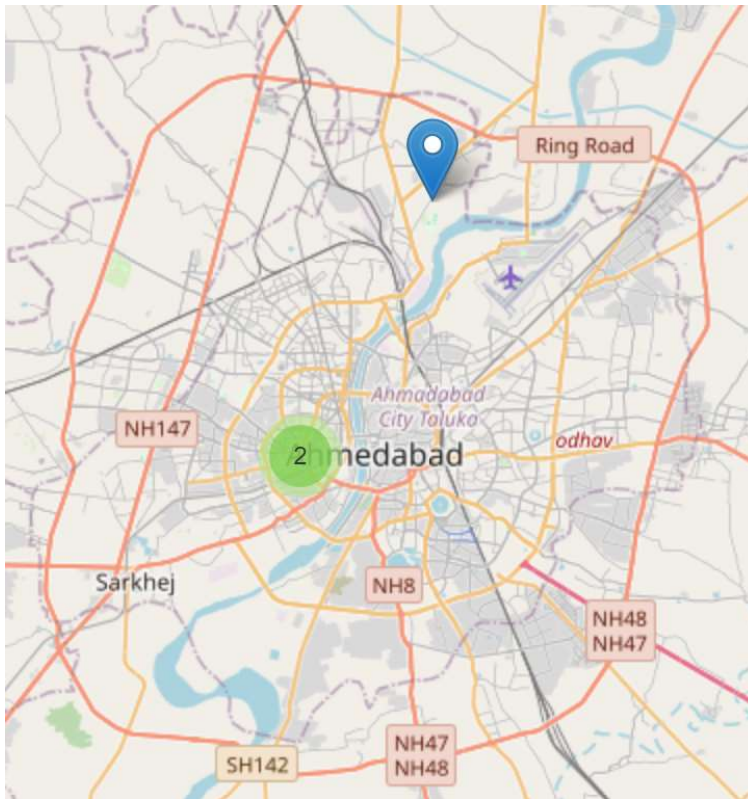 Ring Road
Ahmadabad
City Taluka
NH147
odhav
2
Ahmedabad
Sarkhej
NH8
NH48
NH47
NH47
NH48
SH142